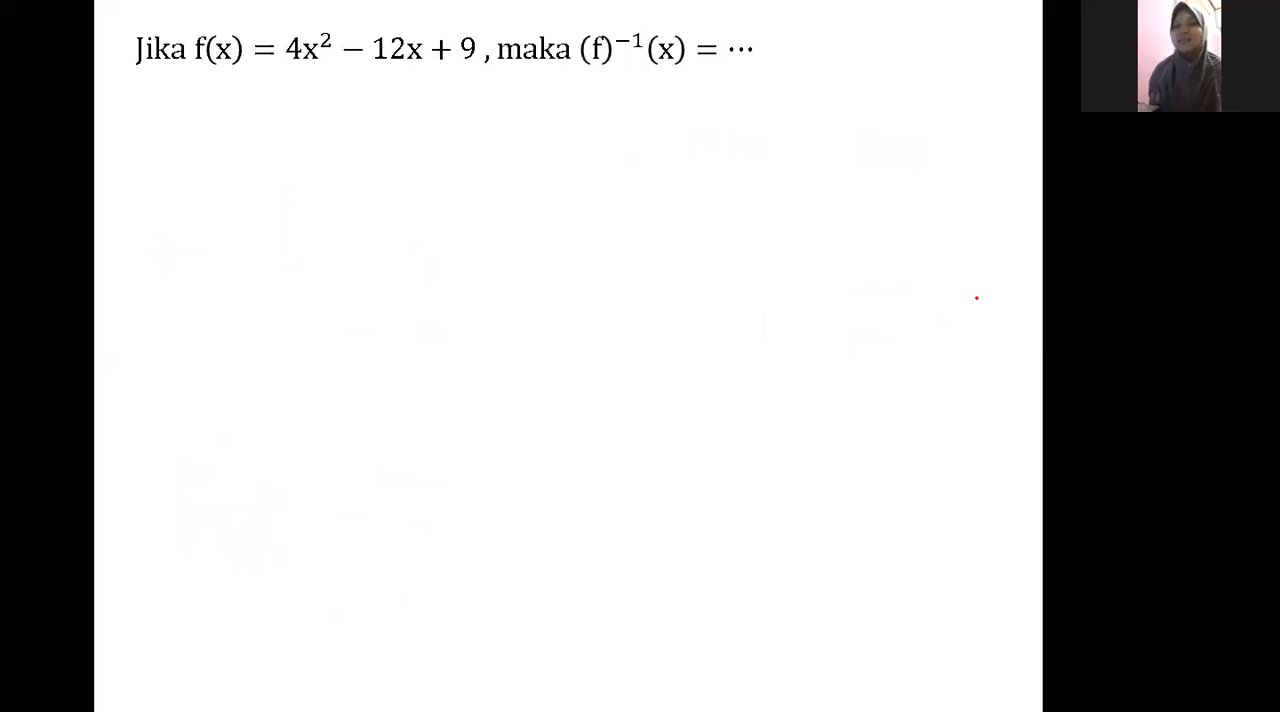 Jika f(x) = 4x² − 12x + 9 , maka (f)⁻¹(x) = ⋯